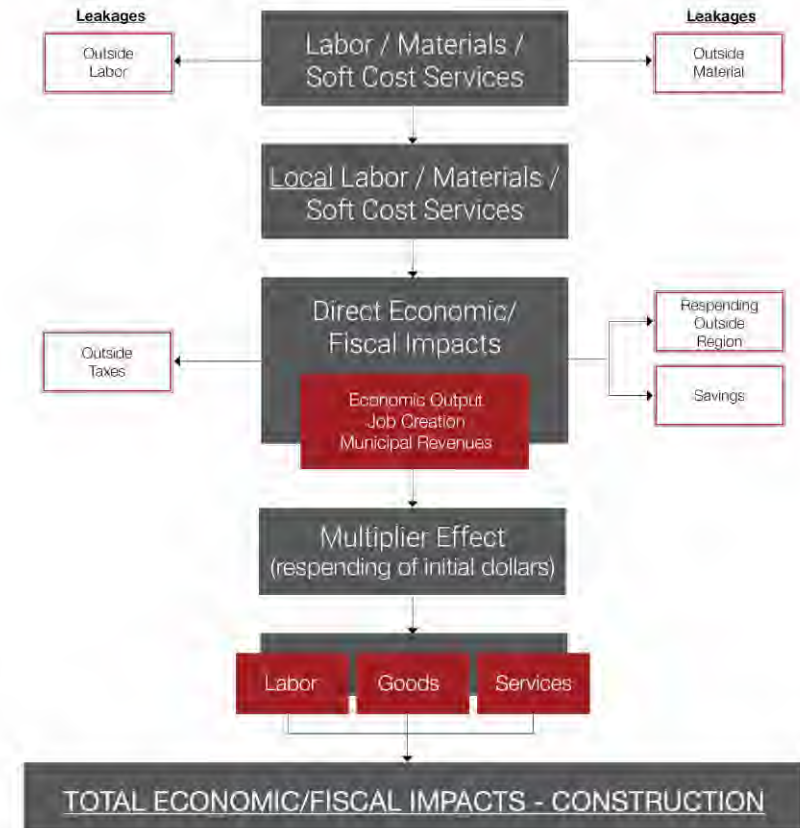 Leakages
Leakages
Outside
Labor
Labor / Materials /
Soft Cost Services
Outside
Material
Local Labor / Materials /
Soft Cost Services
Direct Economic/
Fiscal Impacts
Outside
Taxes
Economic Output
Job Creation
Municipal Revenues
Respending
Outside
Region
Savings
Multiplier Effect
(respending of initial dollars)
Labor
Goods
Services
TOTAL ECONOMIC/FISCAL IMPACTS - CONSTRUCTION